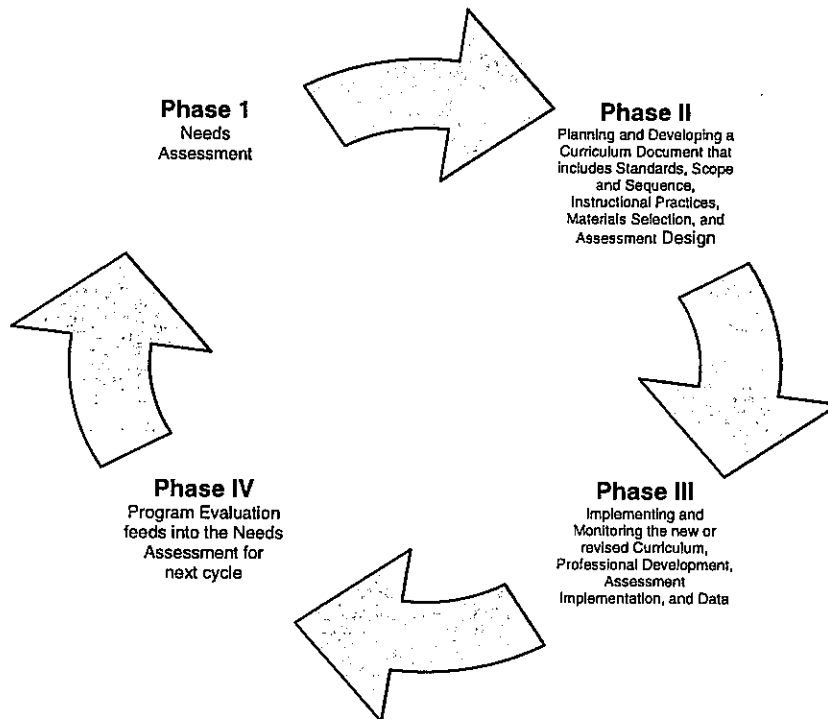 Phase 1
Needs
Assessment
Phase II
Planning and Developing a
Curriculum Document that
includes Standards, Scope
and Sequence,
Instructional Practices,
Materials Selection, and
Assessment Design
Phase III
Implementing and
Monitoring the new or
revised Curriculum,
Professional Development,
Assessment
Implementation, and Data
Phase IV
Program Evaluation
feeds into the Needs
Assessment for
next cycle